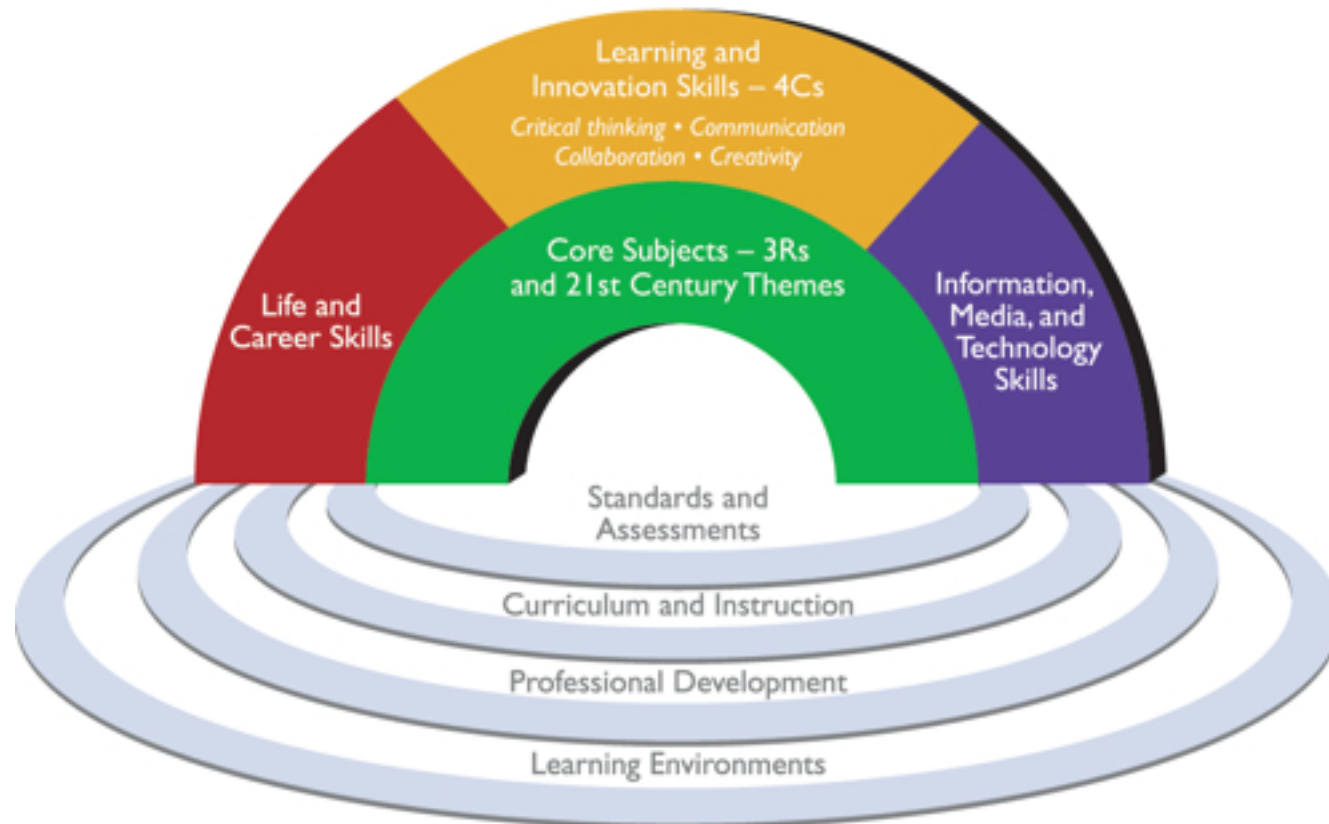 Learning and
Innovation Skills – 4Cs
Critical thinking • Communication
Collaboration • Creativity
Core Subjects – 3Rs
and 21st Century Themes
Life and
Career Skills
Information,
Media, and
Technology
Skills
Standards and
Assessments
Curriculum and Instruction
Professional Development
Learning Environments